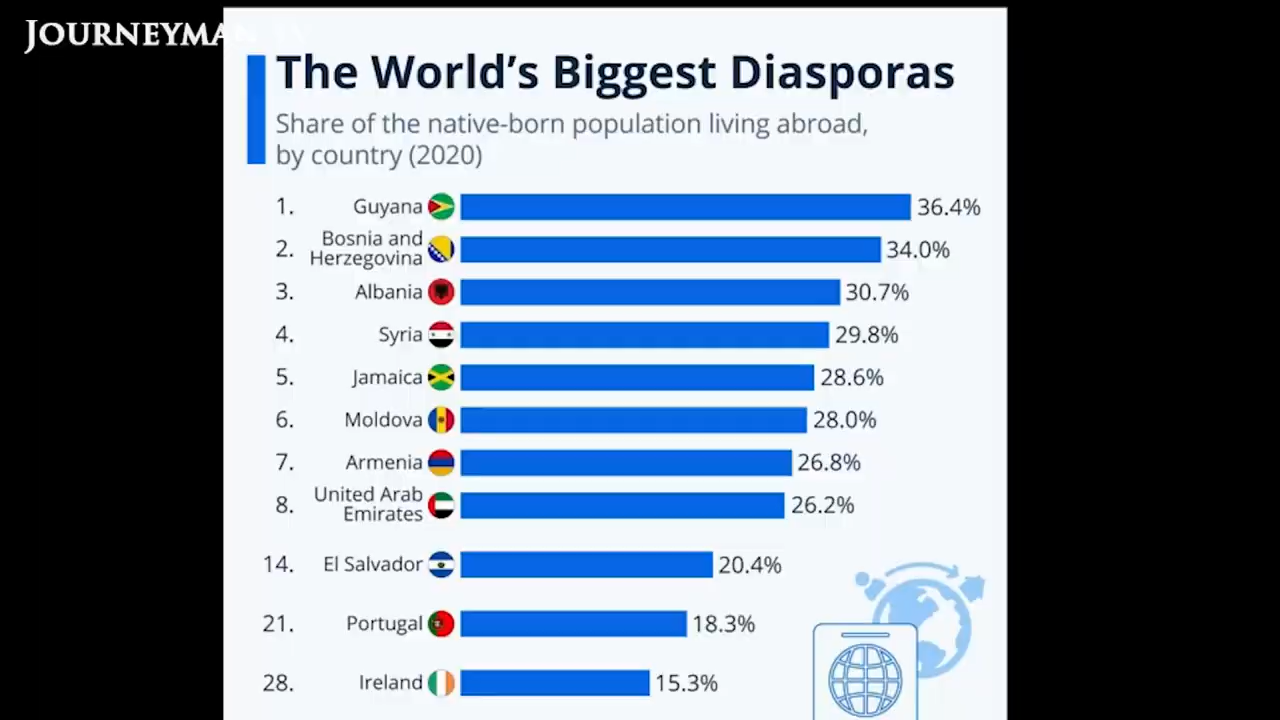 JOURNEYMAN TV
The World's Biggest Diasporas
Share of the native-born population living abroad,
by country (2020)
1. Guyana 36.4%
2. Bosnia and Herzegovina 34.0%
3. Albania 30.7%
4. Syria 29.8%
5. Jamaica 28.6%
6. Moldova 28.0%
7. Armenia 26.8%
8. United Arab Emirates 26.2%
14. El Salvador 20.4%
21. Portugal 18.3%
28. Ireland 15.3%